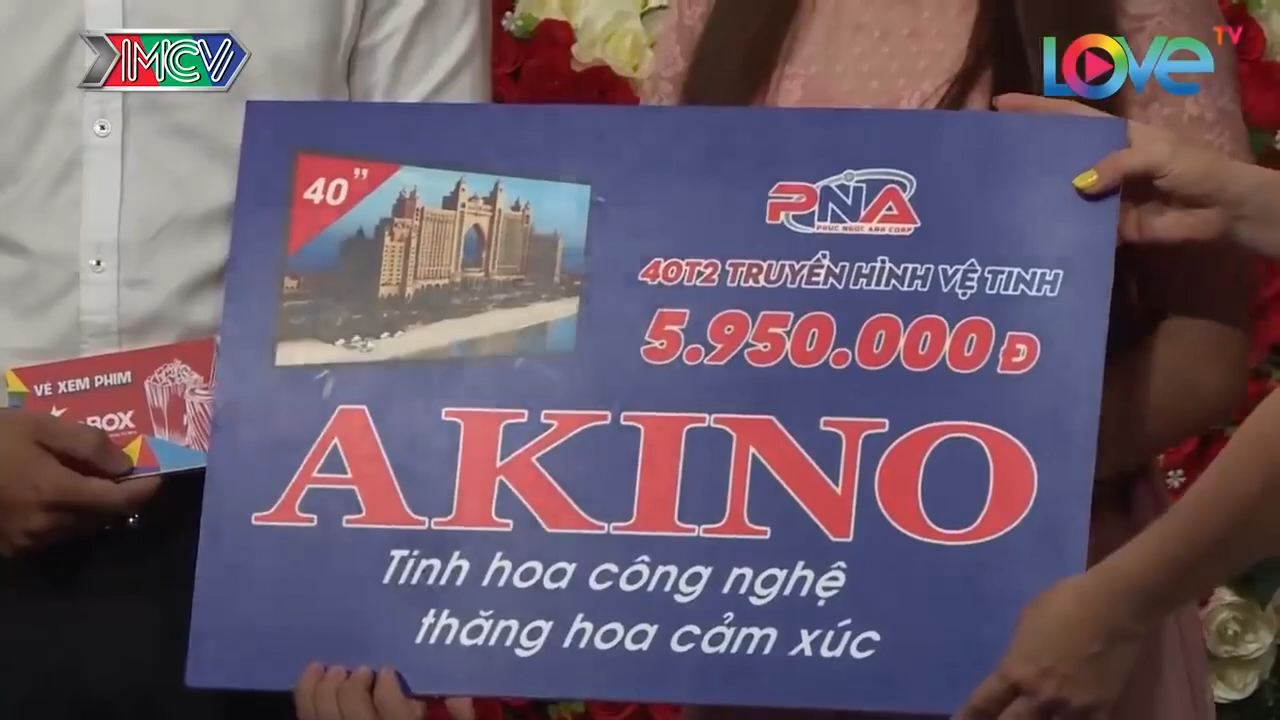 MCV
LOVE TV
40"
PNA
PHUC NGOC ANH CORP
40T2 TRUYỀN HÌNH VỆ TINH
5.950.000 Đ
VÉ XEM PHIM
BOX
AKINO
Tinh hoa công nghệ
thăng hoa cảm xúc